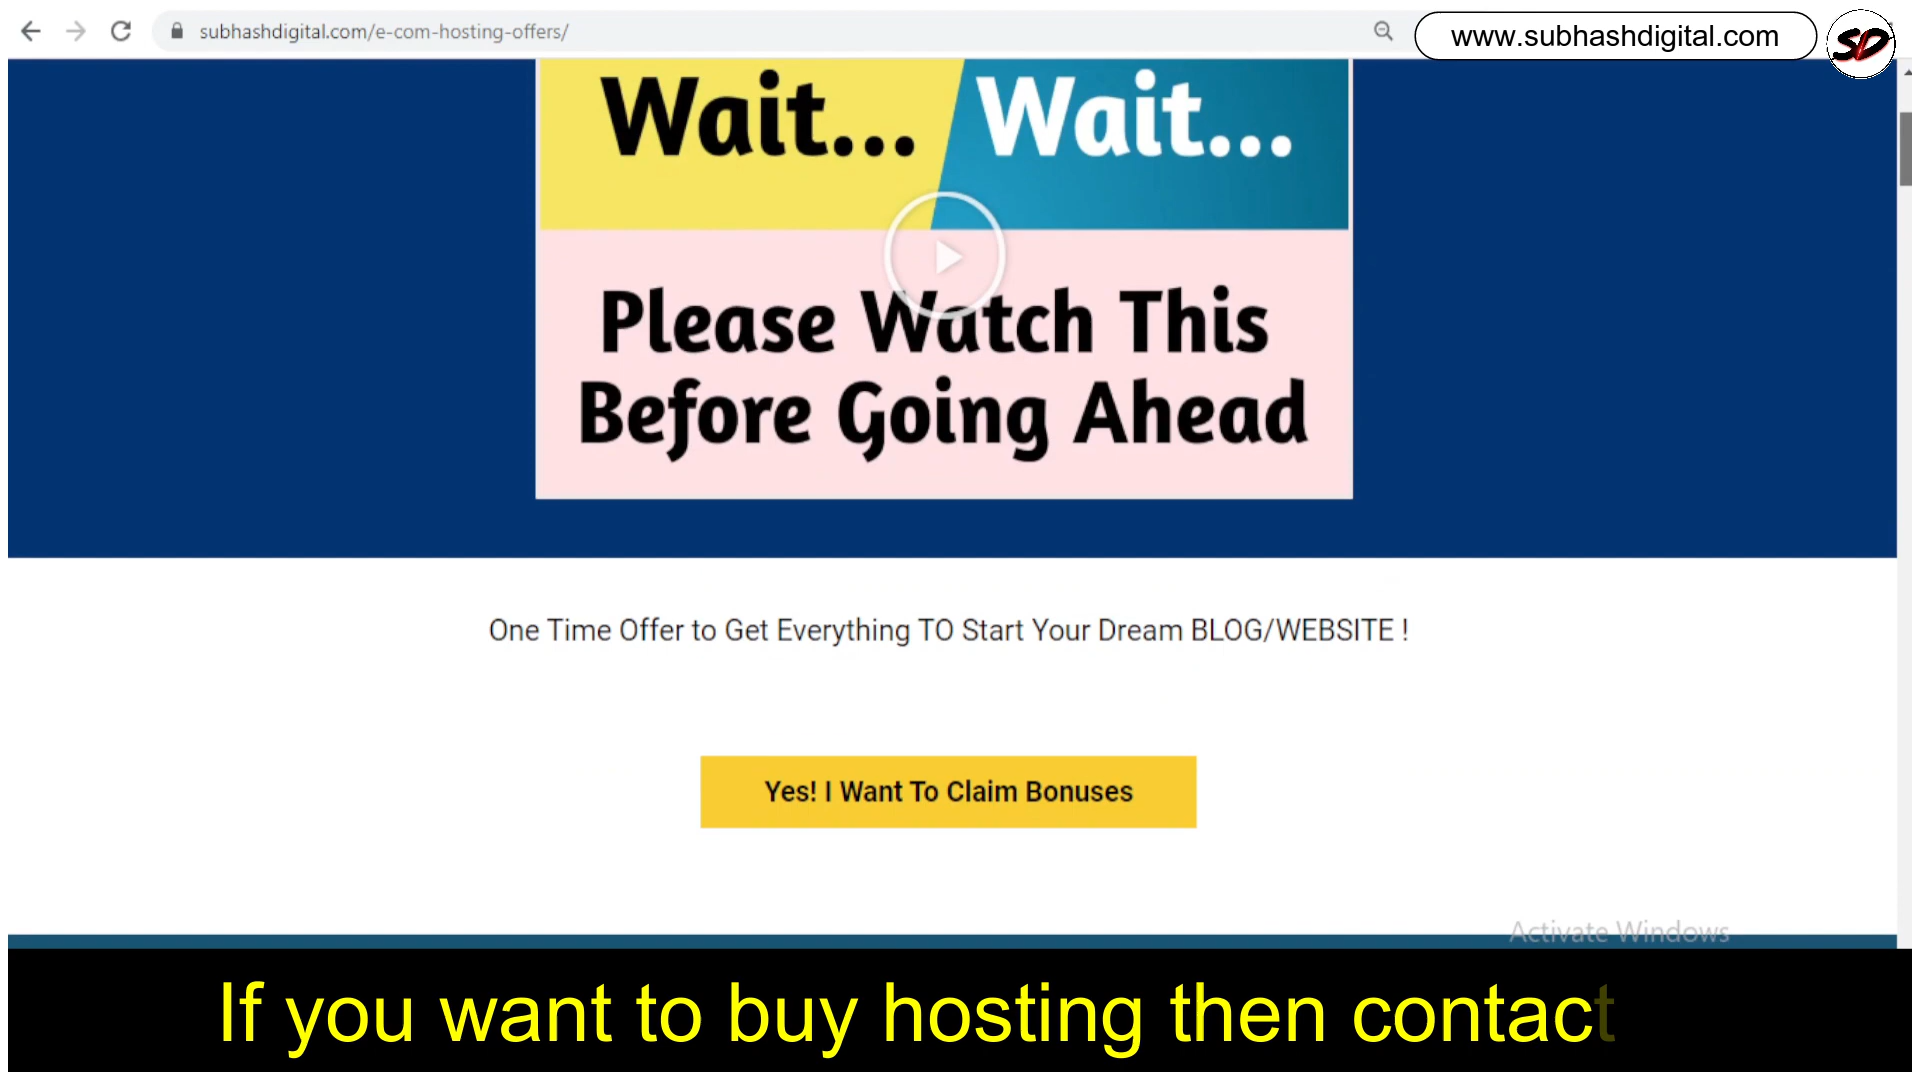 subhashdigital.com/e-com-hosting-offers/
www.subhashdigital.com
SD
Wait... Wait...
Please Watch This
Before Going Ahead
One Time Offer to Get Everything TO Start Your Dream BLOG/WEBSITE !
Yes! I Want To Claim Bonuses
Activate Windows
If you want to buy hosting then contact